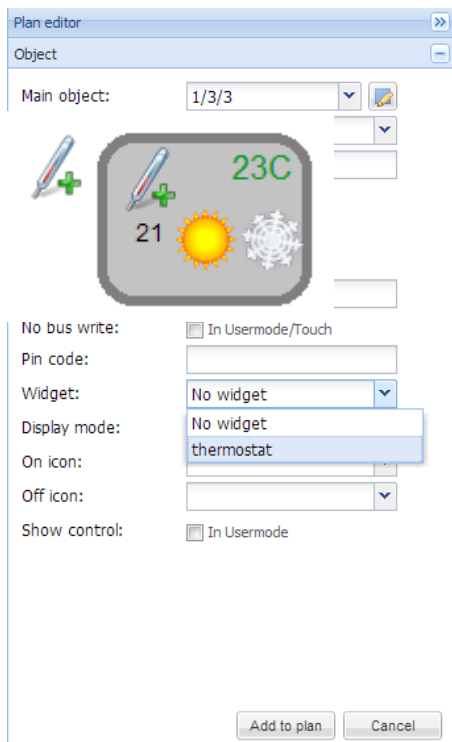 Plan editor
Object
Main object: 1/3/3
23C
21
No bus write: In Usermode/Touch
Pin code:
Widget: No widget
No widget
Display mode:
thermostat
On icon:
Off icon:
Show control: In Usermode
Add to plan Cancel